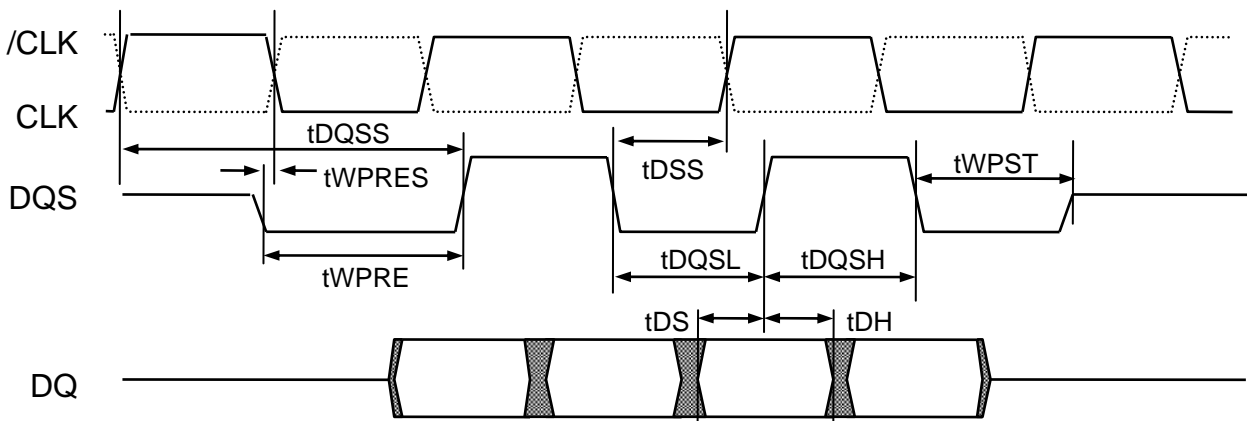 /CLK
CLK
tDQSS
tWPRES
tDSS
tWPST
DQS
tWPRE
tDQSL
tDQSH
tDS
tDH
DQ